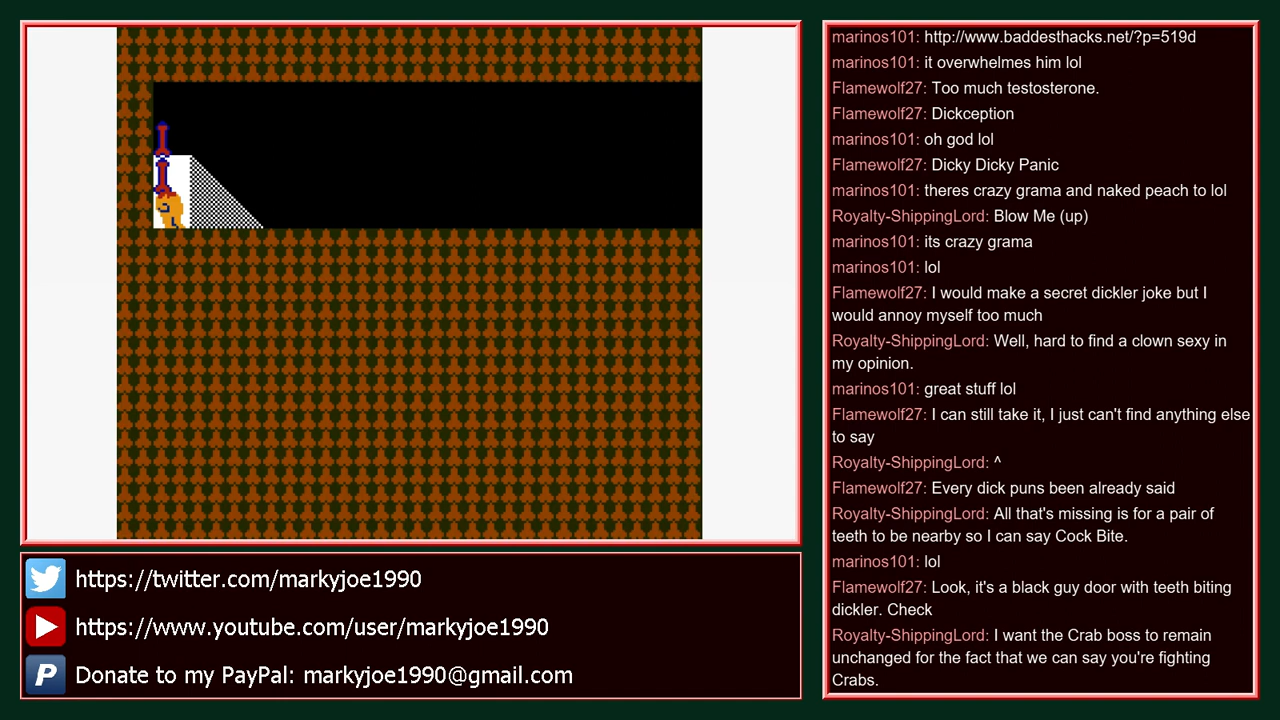 marinos101: http://www.baddesthacks.net/?p=519d
marinos101: it overwhelmes him lol
Flamewolf27: Too much testosterone.
Flamewolf27: Dickception
marinos101: oh god lol
Flamewolf27: Dicky Dicky Panic
marinos101: theres crazy grama and naked peach to lol
Royalty-ShippingLord: Blow Me (up)
marinos101: its crazy grama
marinos101: lol
Flamewolf27: I would make a secret dickler joke but I
would annoy myself too much
Royalty-ShippingLord: Well, hard to find a clown sexy in
my opinion.
marinos101: great stuff lol
Flamewolf27: I can still take it, I just can't find anything else
to say
Royalty-ShippingLord: ^
Flamewolf27: Every dick puns been already said
Royalty-ShippingLord: All that's missing is for a pair of
teeth to be nearby so I can say Cock Bite.
marinos101: lol
Flamewolf27: Look, it's a black guy door with teeth biting
dickler. Check
Royalty-ShippingLord: I want the Crab boss to remain
unchanged for the fact that we can say you're fighting
Crabs.
https://twitter.com/markyjoe1990
https://www.youtube.com/user/markyjoe1990
P Donate to my PayPal: markyjoe1990@gmail.com